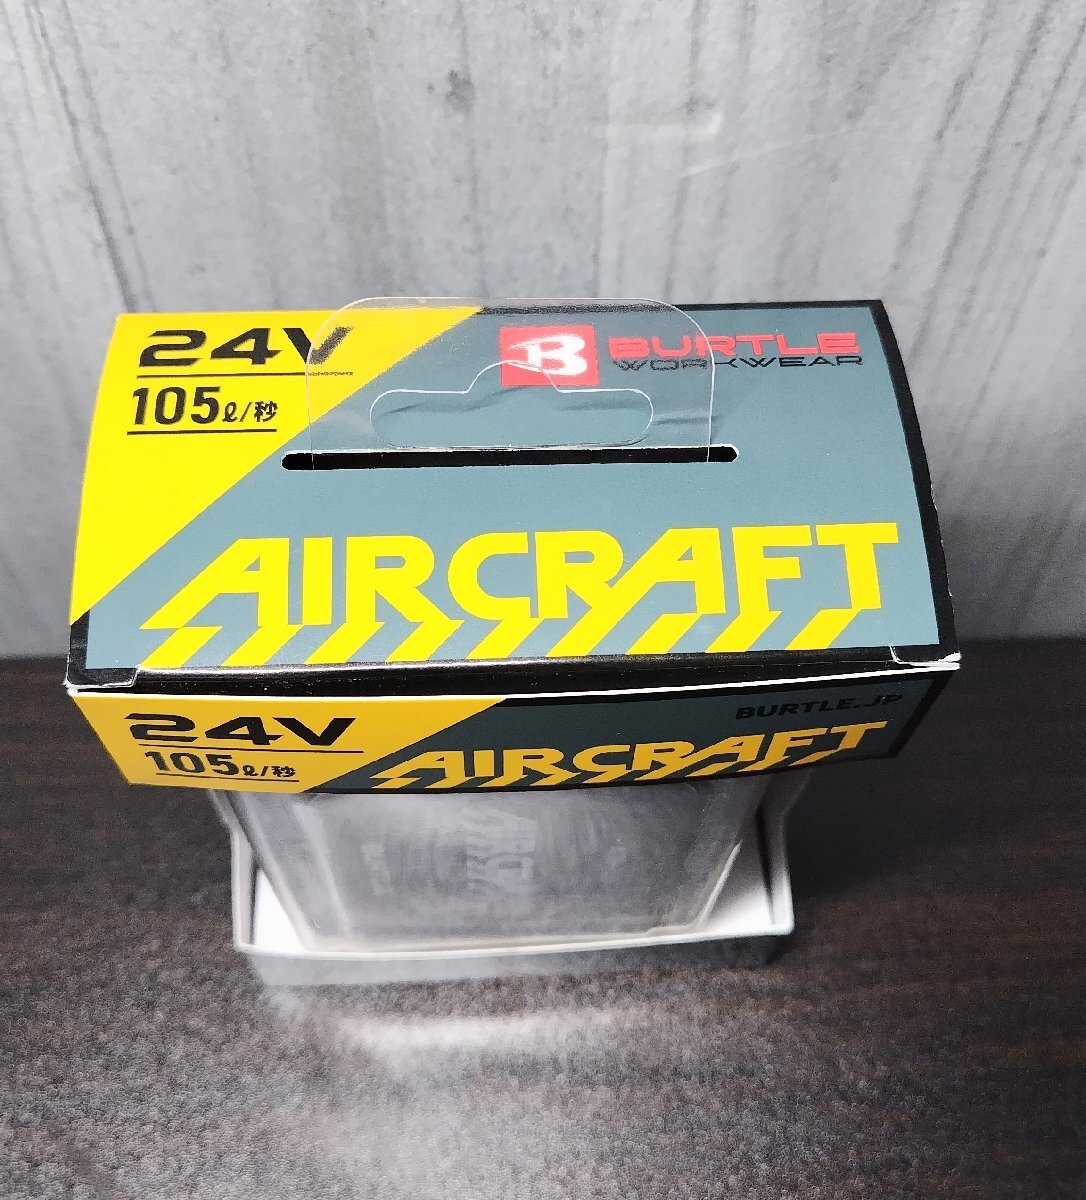 24V
105ℓ/秒
B BURTLE
WORKWEAR
AIRCRAFT
24V
105ℓ/秒
BURTLE.JP
AIRCRAFT